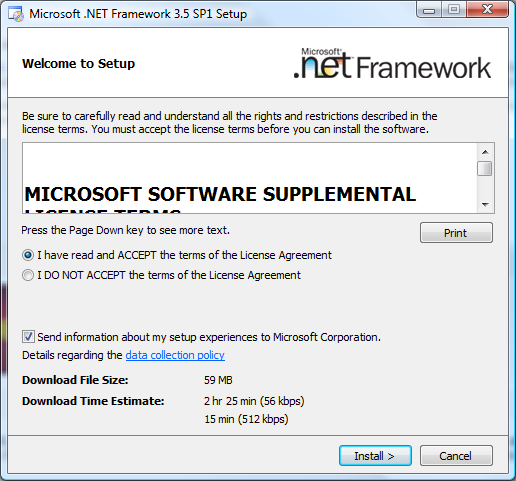 Microsoft .NET Framework 3.5 SP1 Setup
Welcome to Setup
Microsoft®
.net Framework
Be sure to carefully read and understand all the rights and restrictions described in the
license terms. You must accept the license terms before you can install the software.
MICROSOFT SOFTWARE SUPPLEMENTAL
LICENSE TERMS
Press the Page Down key to see more text.
Print
I have read and ACCEPT the terms of the License Agreement
I DO NOT ACCEPT the terms of the License Agreement
Send information about my setup experiences to Microsoft Corporation.
Details regarding the data collection policy
Download File Size: 59 MB
Download Time Estimate: 2 hr 25 min (56 kbps)
15 min (512 kbps)
Install >
Cancel